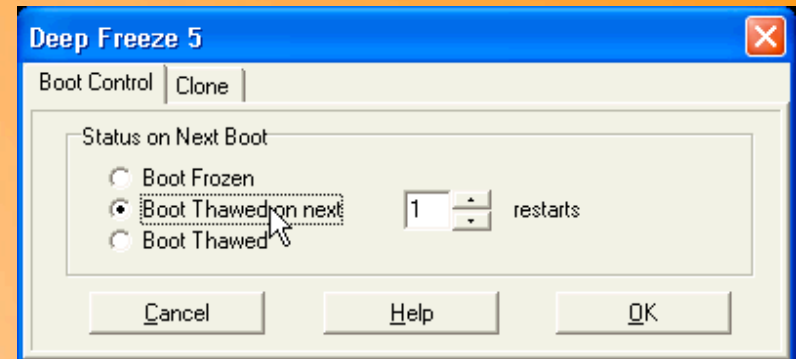 Deep Freeze 5
Boot Control Clone
Status on Next Boot
Boot Frozen
Boot Thawed on next 1 restarts
Boot Thawed
Cancel Help OK